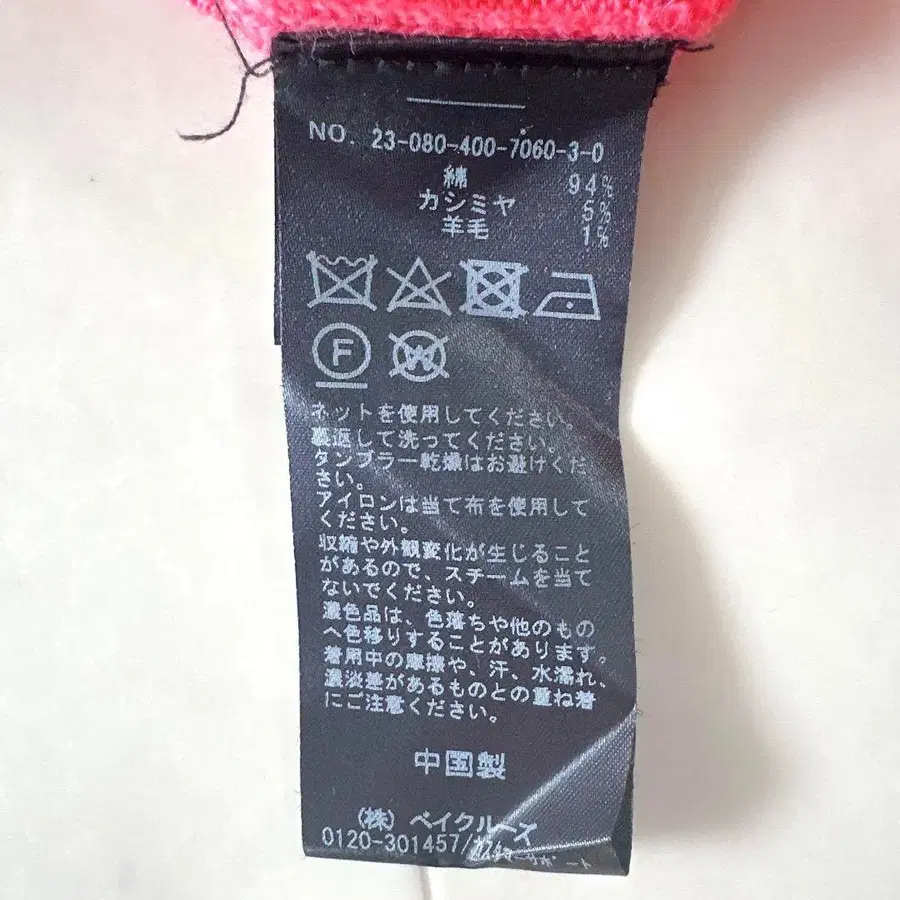 NO. 23-080-400-7060-3-0
綿 94%
カシミヤ 5%
羊毛 1%
F
W
ネットを使用してください。
裏返して洗ってください。
タンブラー乾燥はお避けくだ
さい。
アイロンは当て布を使用して
ください。
収縮や外観変化が生じること
があるので、スチームを当て
ないでください。
濃色品は、色落ちや他のもの
へ色移りすることがあります。
着用中の摩擦や、汗、水濡れ、
濃淡差があるものとの重ね着
にご注意ください。
中国製
(株) ベイクルーズ
0120-301457/